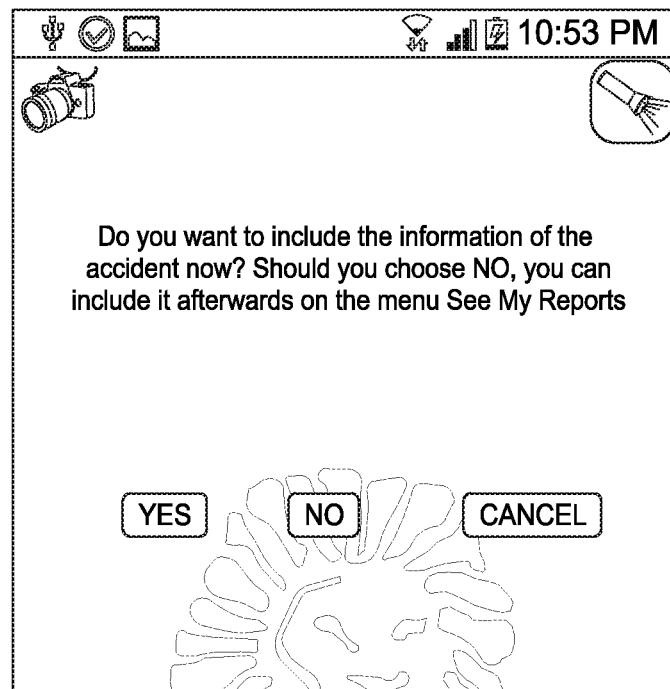 10:53 PM
Do you want to include the information of the
accident now? Should you choose NO, you can
include it afterwards on the menu See My Reports
YES NO CANCEL